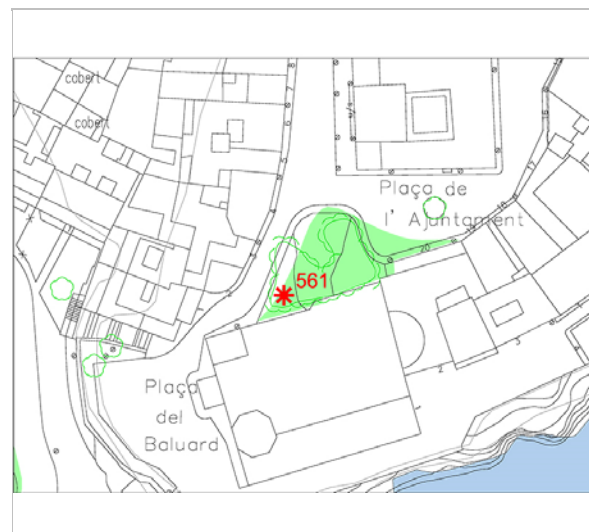 cobert
cobert
Plaça de
l' Ajuntament
561
20
Plaça
del
Baluard